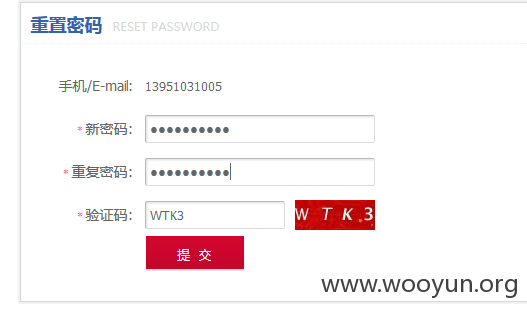 重置密码 RESET PASSWORD
手机/E-mail: 13951031005
* 新密码: ●●●●●●●●●●
* 重复密码: ●●●●●●●●●●
* 验证码: WTK3 W T K .3
提 交
www.wooyun.org